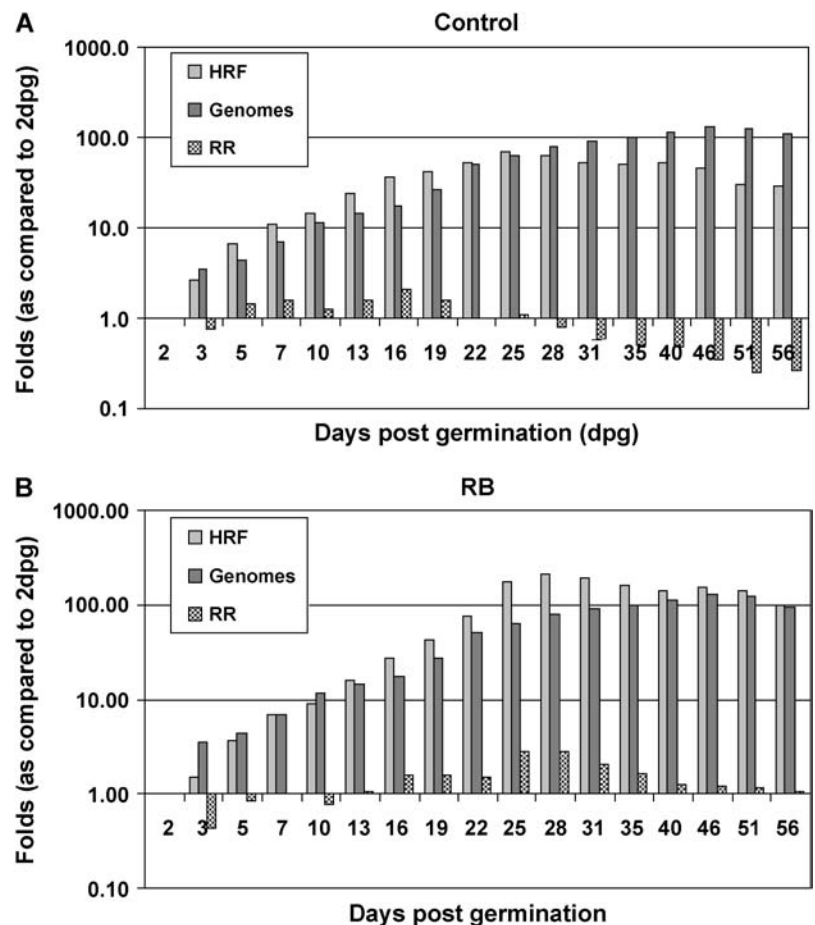 A
Control
Folds (as compared to 2dpg)
1000.0
100.0
10.0
1.0
0.1
HRF
Genomes
RR
2 3 5 7 10 13 16 19 22 25 28 31 35 40 46 51 56
Days post germination (dpg)
B
RB
Folds (as compared to 2dpg)
1000.00
100.00
10.00
1.00
0.10
HRF
Genomes
RR
2 3 5 7 10 13 16 19 22 25 28 31 35 40 46 51 56
Days post germination